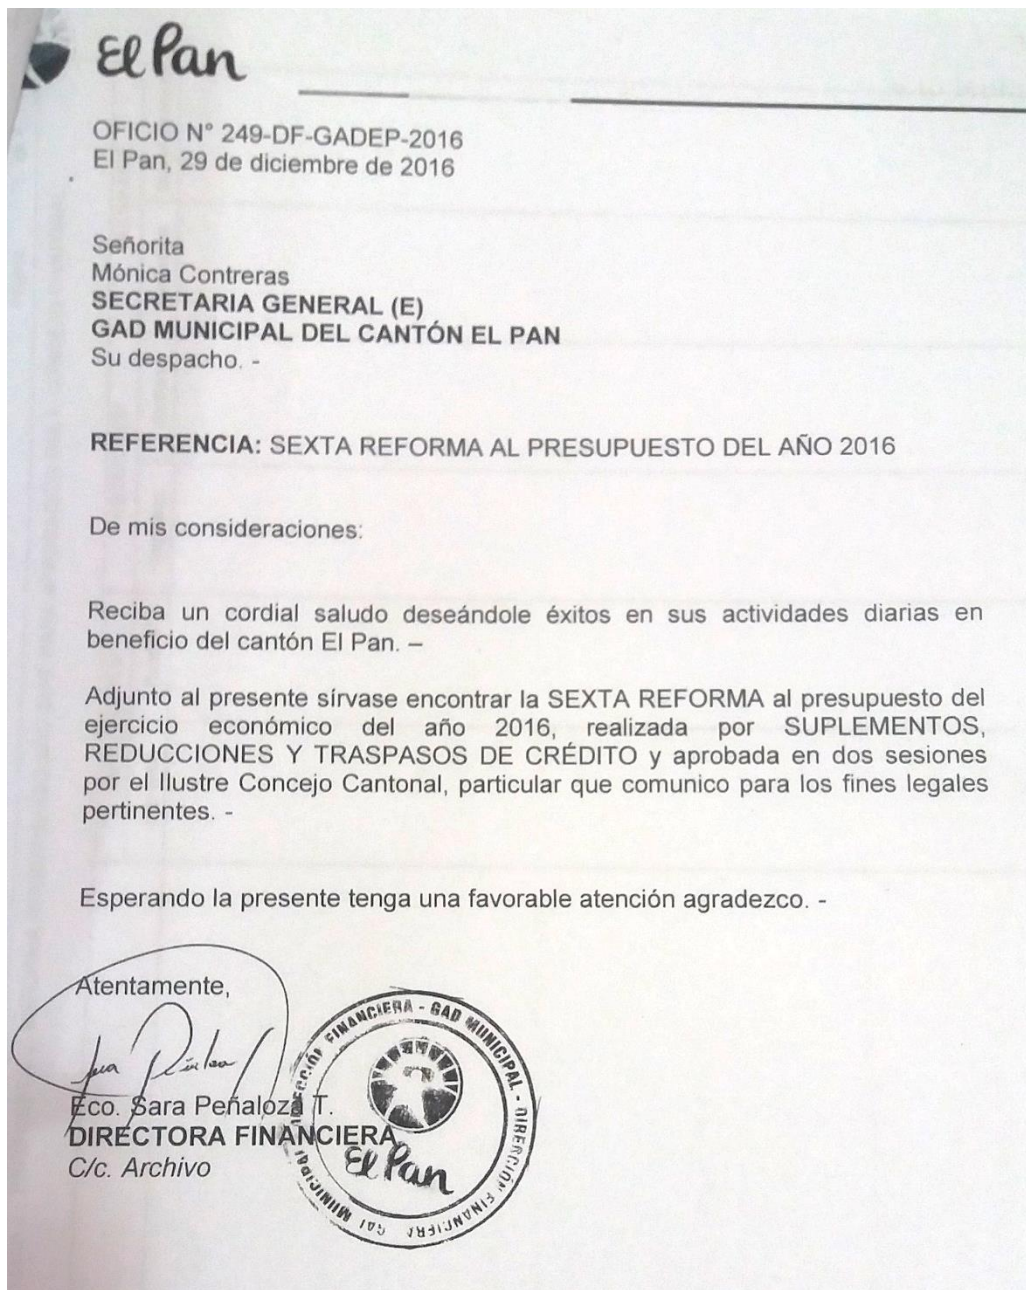 El Pan
OFICIO N° 249-DF-GADEP-2016
El Pan, 29 de diciembre de 2016
Señorita
Mónica Contreras
SECRETARIA GENERAL (E)
GAD MUNICIPAL DEL CANTÓN EL PAN
Su despacho. -
REFERENCIA: SEXTA REFORMA AL PRESUPUESTO DEL AÑO 2016
De mis consideraciones:
Reciba un cordial saludo deseándole éxitos en sus actividades diarias en
beneficio del cantón El Pan. –
Adjunto al presente sírvase encontrar la SEXTA REFORMA al presupuesto del
ejercicio económico del año 2016, realizada por SUPLEMENTOS,
REDUCCIONES Y TRASPASOS DE CRÉDITO y aprobada en dos sesiones
por el Ilustre Concejo Cantonal, particular que comunico para los fines legales
pertinentes. -
Esperando la presente tenga una favorable atención agradezco. -
Atentamente,
Eco. Sara Peñaloza T.
DIRECTORA FINANCIERA
C/c. Archivo
DIRECCIÓN FINANCIERA - GAD MUNICIPAL - DIRECCIÓN FINANCIERA GAD MUNICIPAL
El Pan